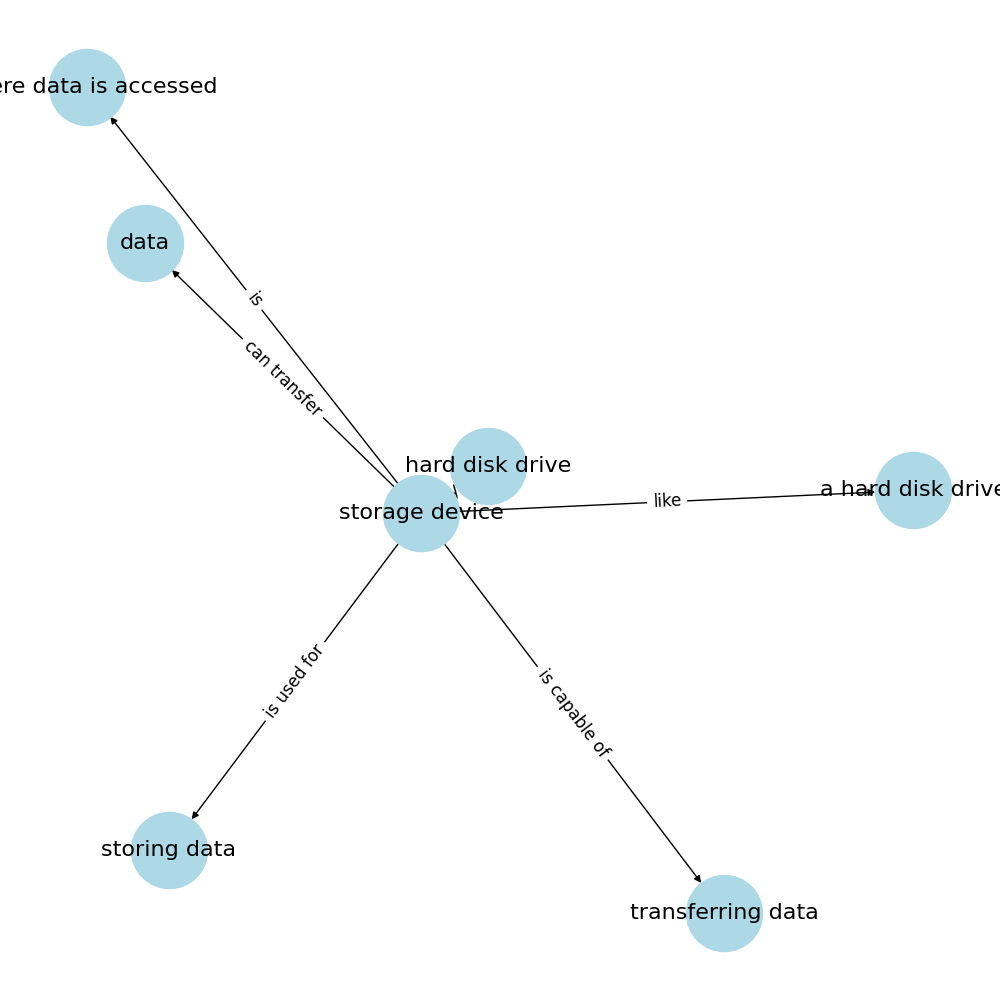 ere data is accessed
data
is
can transfer
hard disk drive
a hard disk drive
like
storage device
is used for
is capable of
storing data
transferring data